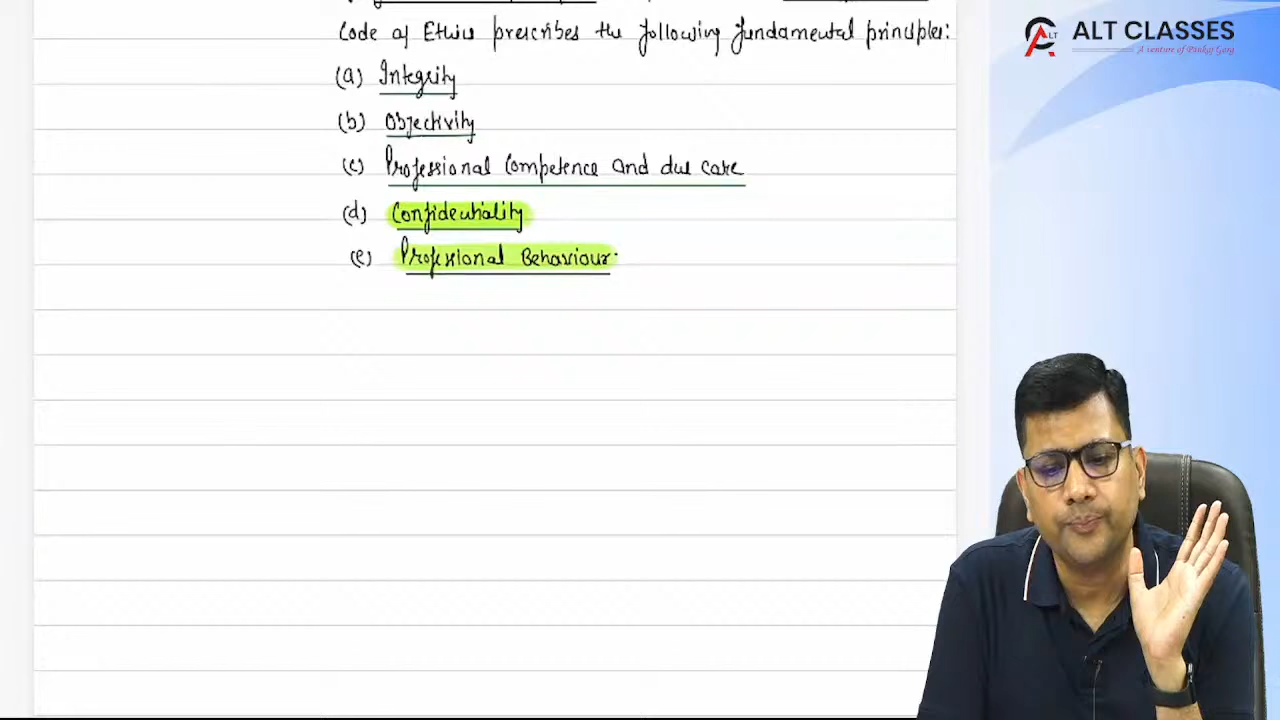 Code of Ethics prescribes the following fundamental principles:
(a) Integrity
(b) Objectivity
(c) Professional Competence and due care
(d) Confidentiality
(e) Professional Behaviour.
ALT
ALT CLASSES
A venture of Pankaj Garg